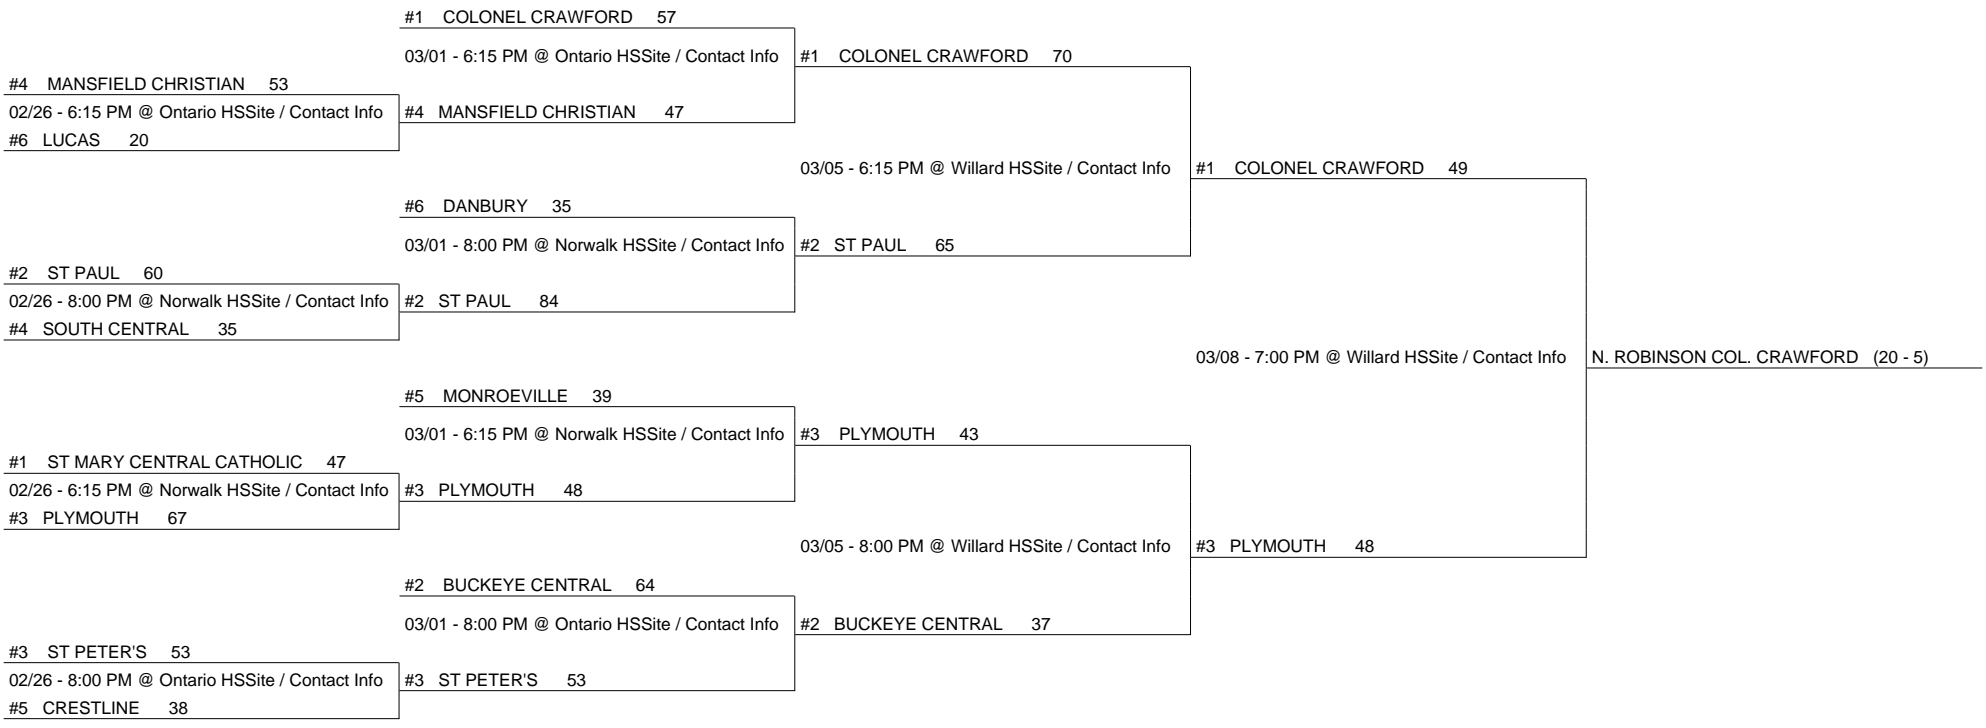 #1 COLONEL CRAWFORD 57
03/01 - 6:15 PM @ Ontario HSSite / Contact Info
#1 COLONEL CRAWFORD 70
#4 MANSFIELD CHRISTIAN 53
02/26 - 6:15 PM @ Ontario HSSite / Contact Info
#4 MANSFIELD CHRISTIAN 47
#6 LUCAS 20
03/05 - 6:15 PM @ Willard HSSite / Contact Info
#1 COLONEL CRAWFORD 49
#6 DANBURY 35
03/01 - 8:00 PM @ Norwalk HSSite / Contact Info
#2 ST PAUL 65
#2 ST PAUL 60
02/26 - 8:00 PM @ Norwalk HSSite / Contact Info
#2 ST PAUL 84
#4 SOUTH CENTRAL 35
03/08 - 7:00 PM @ Willard HSSite / Contact Info
N. ROBINSON COL. CRAWFORD (20 - 5)
#5 MONROEVILLE 39
03/01 - 6:15 PM @ Norwalk HSSite / Contact Info
#3 PLYMOUTH 43
#1 ST MARY CENTRAL CATHOLIC 47
02/26 - 6:15 PM @ Norwalk HSSite / Contact Info
#3 PLYMOUTH 48
#3 PLYMOUTH 67
03/05 - 8:00 PM @ Willard HSSite / Contact Info
#3 PLYMOUTH 48
#2 BUCKEYE CENTRAL 64
03/01 - 8:00 PM @ Ontario HSSite / Contact Info
#2 BUCKEYE CENTRAL 37
#3 ST PETER'S 53
02/26 - 8:00 PM @ Ontario HSSite / Contact Info
#3 ST PETER'S 53
#5 CRESTLINE 38